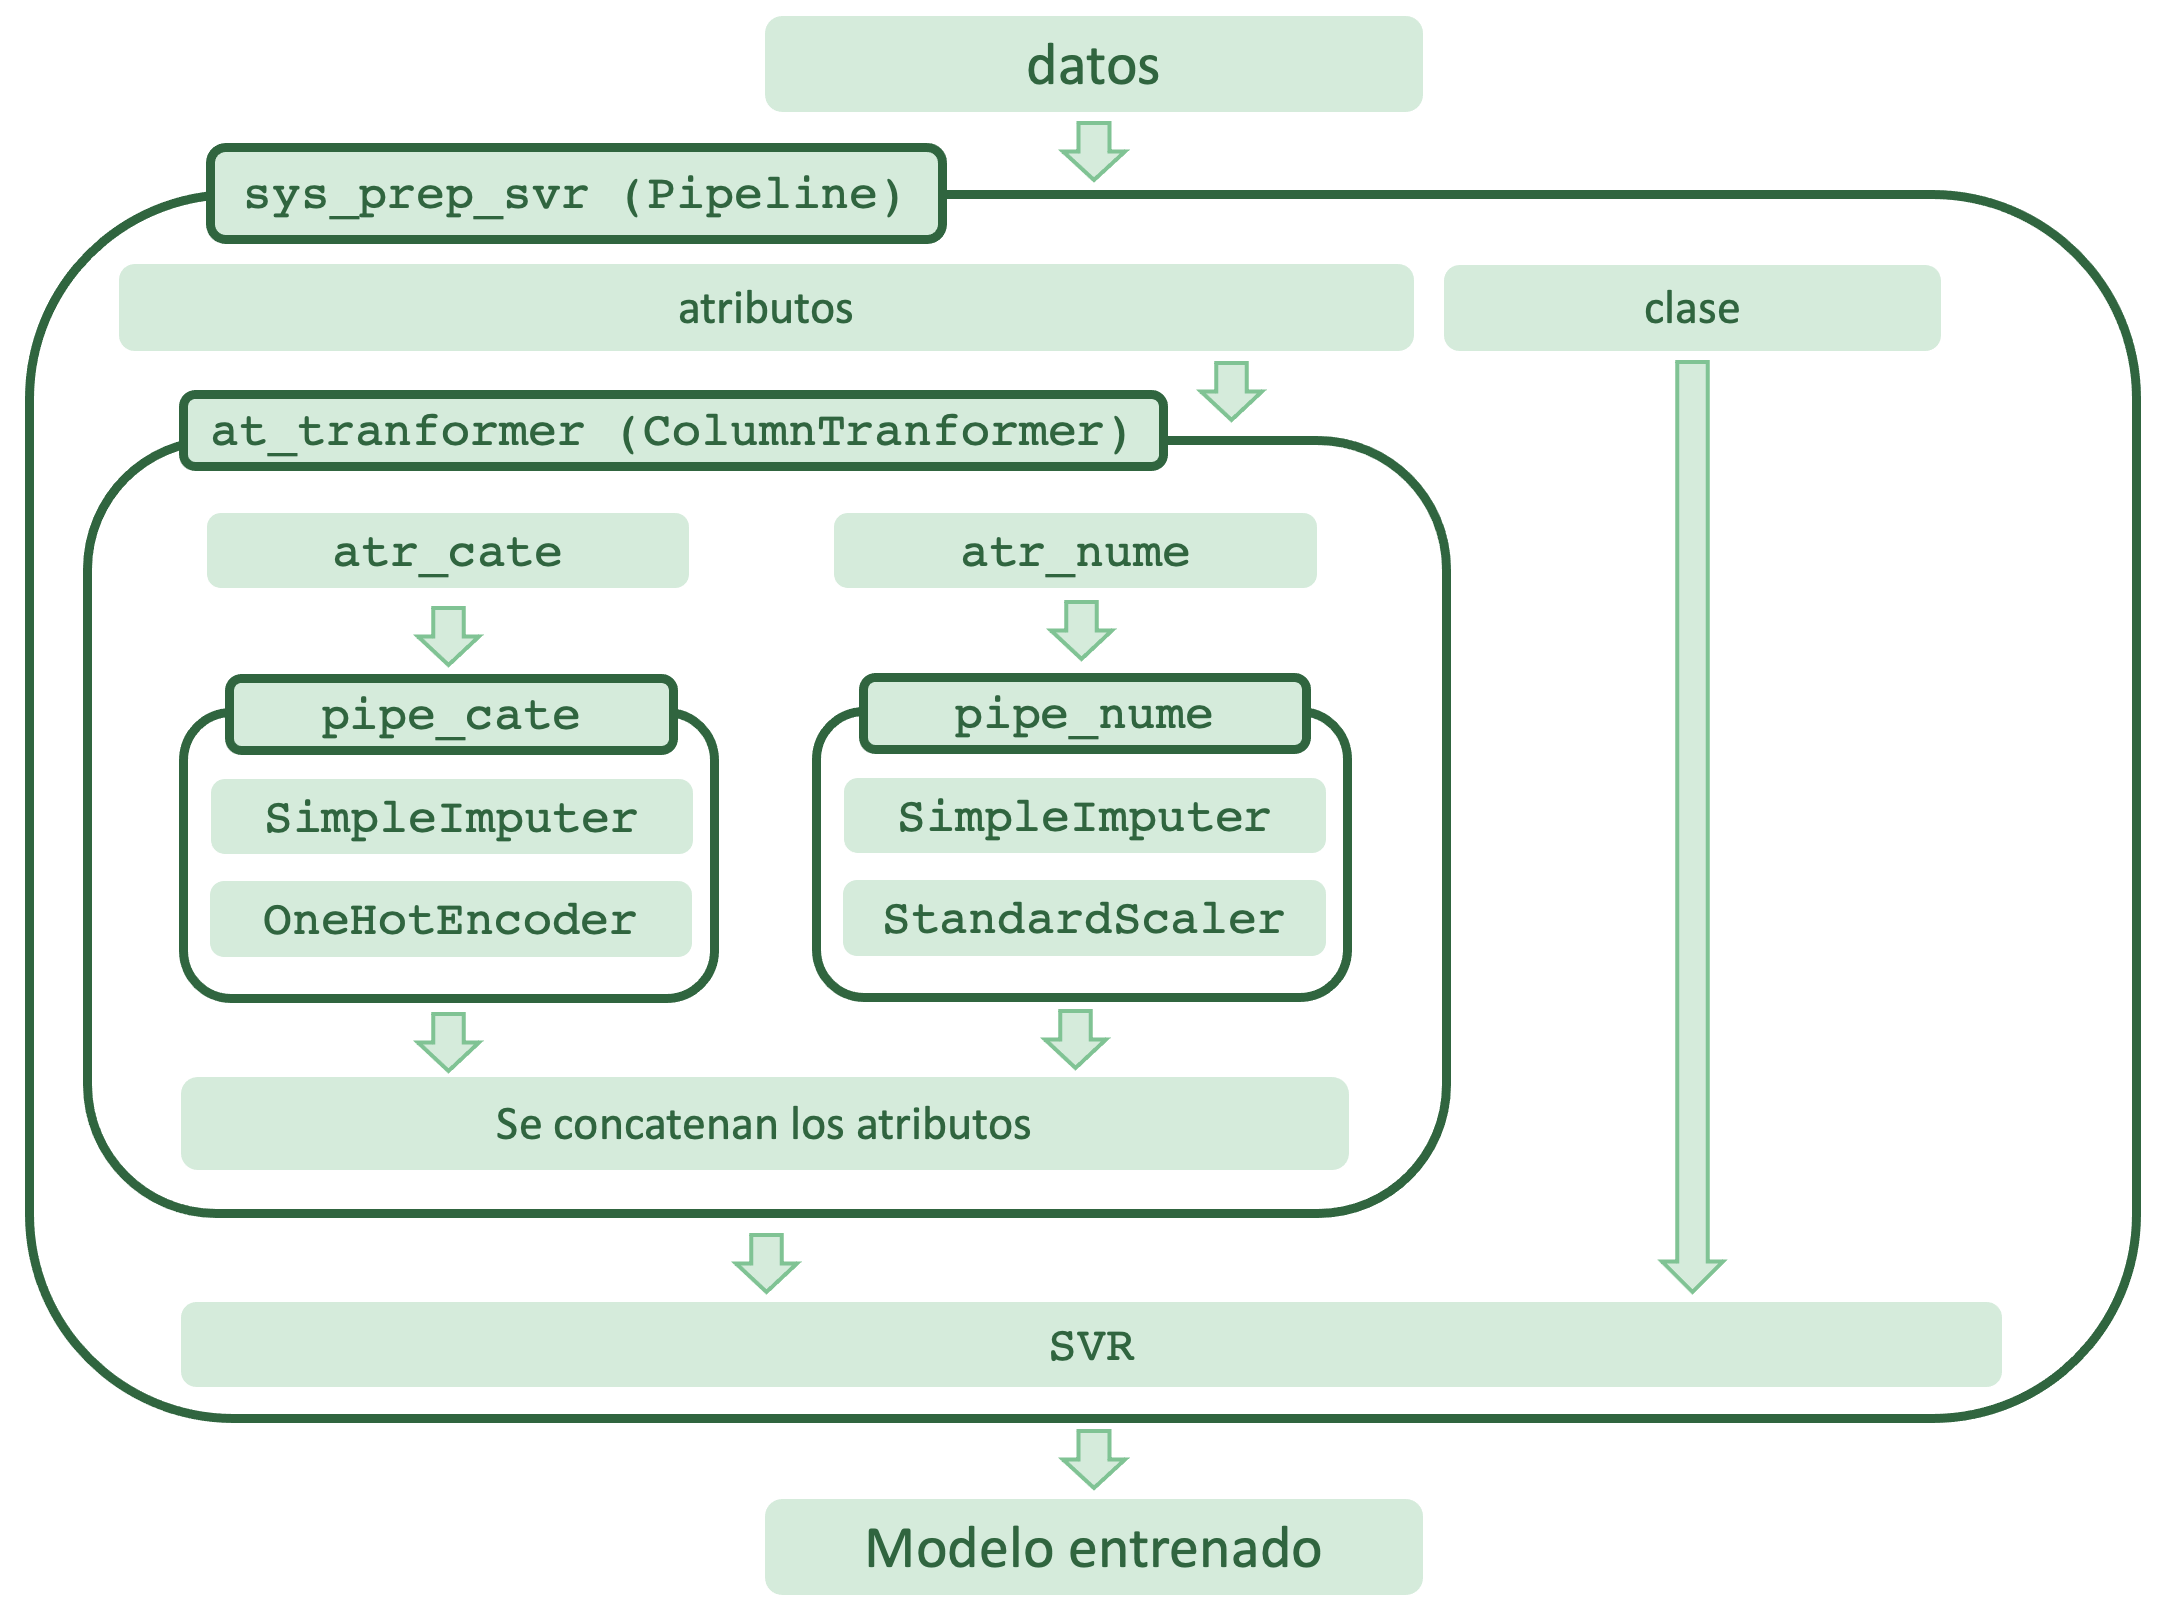 datos
sys_prep_svr (Pipeline)
atributos
clase
at_tranformer (ColumnTranformer)
atr_cate
atr_nume
pipe_cate
pipe_nume
SimpleImputer
SimpleImputer
OneHotEncoder
StandardScaler
Se concatenan los atributos
SVR
Modelo entrenado